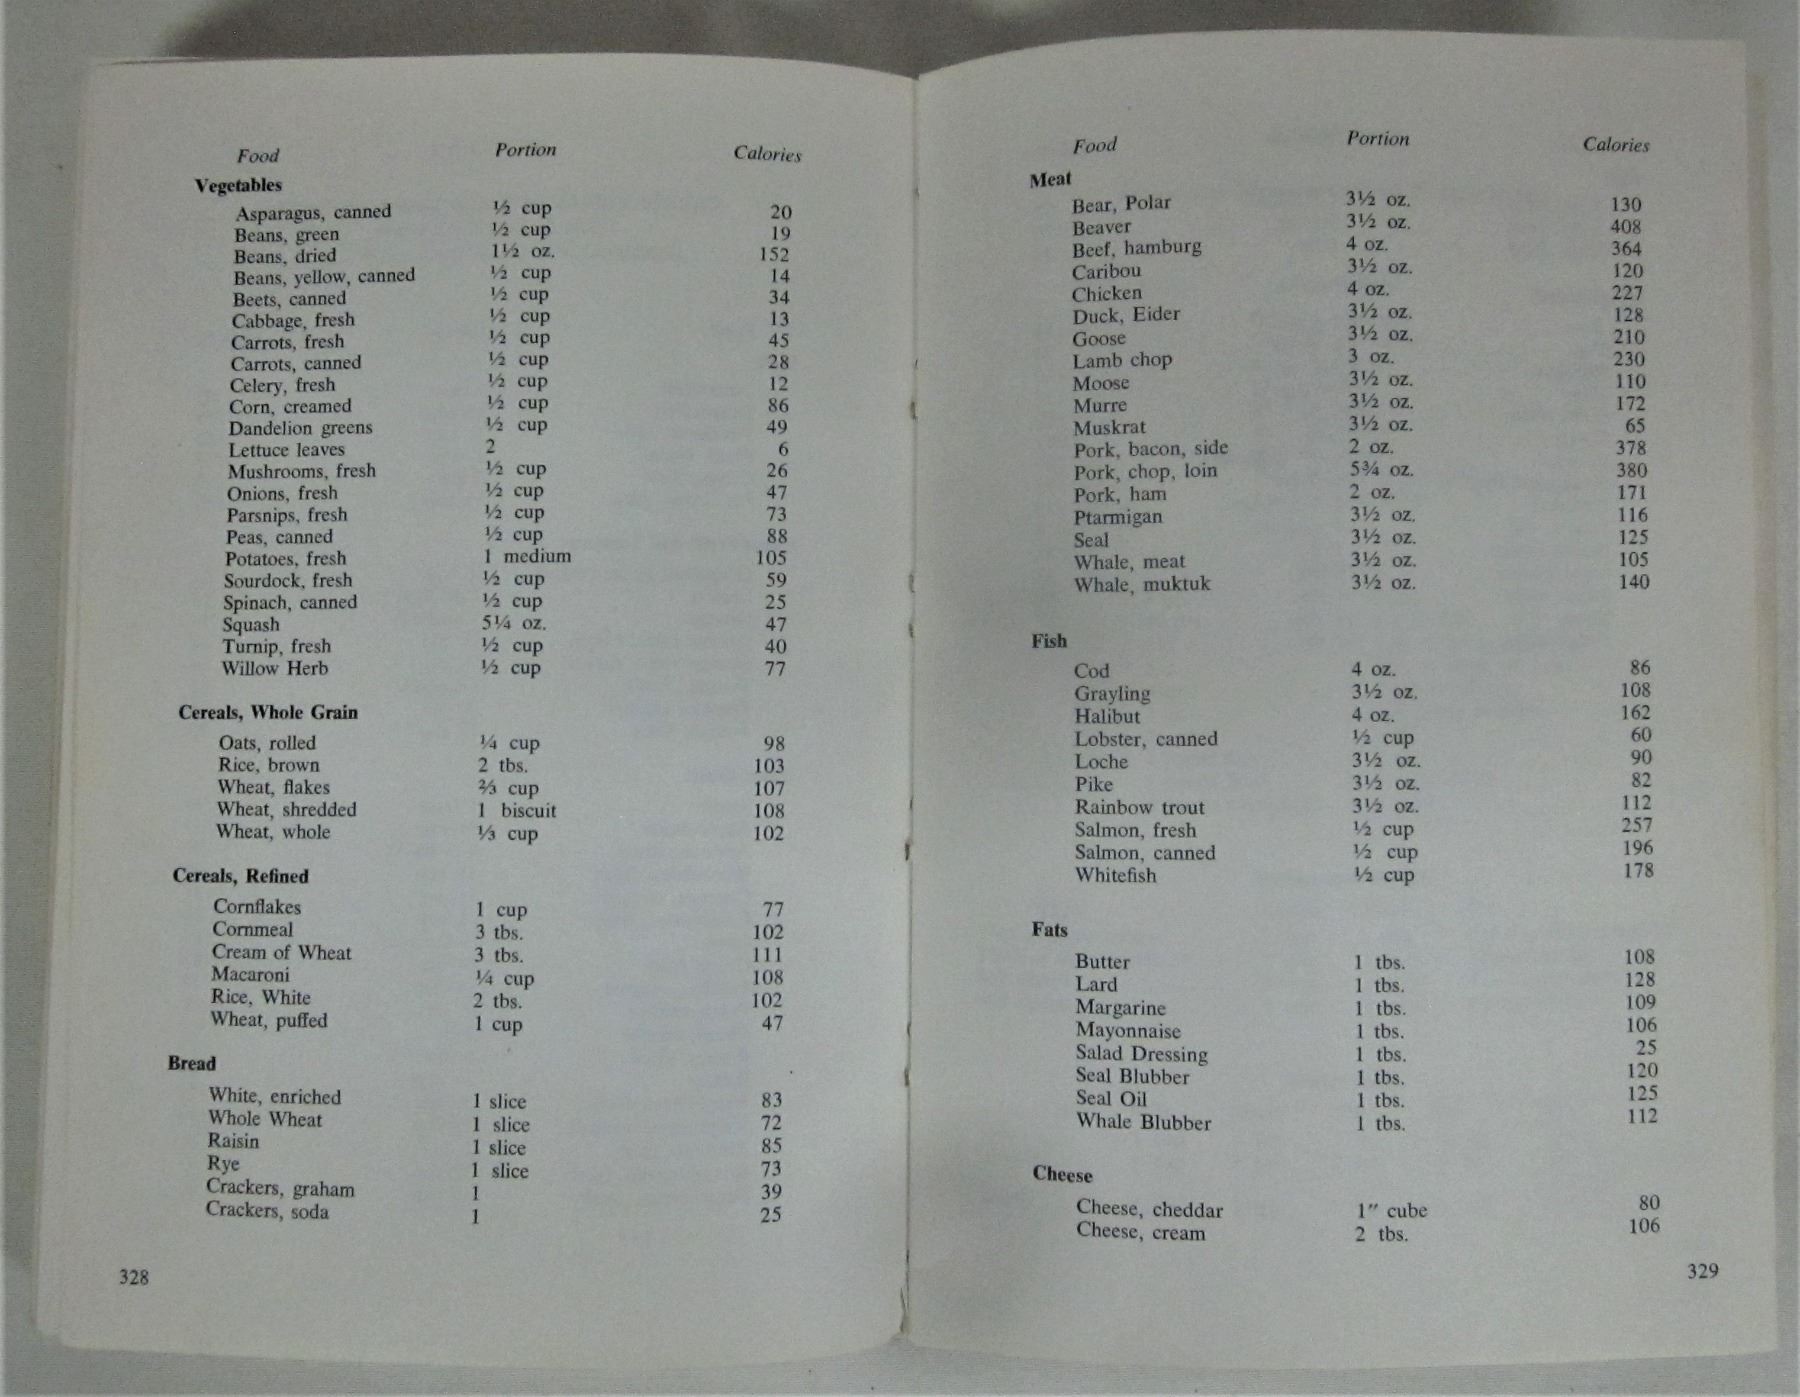 Food Portion Calories
Vegetables
Asparagus, canned ½ cup 20
Beans, green ½ cup 19
Beans, dried 1½ oz. 152
Beans, yellow, canned ½ cup 14
Beets, canned ½ cup 34
Cabbage, fresh ½ cup 13
Carrots, fresh ½ cup 45
Carrots, canned ½ cup 28
Celery, fresh ½ cup 12
Corn, creamed ½ cup 86
Dandelion greens ½ cup 49
Lettuce leaves 2 6
Mushrooms, fresh ½ cup 26
Onions, fresh ½ cup 47
Parsnips, fresh ½ cup 73
Peas, canned ½ cup 88
Potatoes, fresh 1 medium 105
Sourdock, fresh ½ cup 59
Spinach, canned ½ cup 25
Squash 5¼ oz. 47
Turnip, fresh ½ cup 40
Willow Herb ½ cup 77
Cereals, Whole Grain
Oats, rolled ¼ cup 98
Rice, brown 2 tbs. 103
Wheat, flakes ⅔ cup 107
Wheat, shredded 1 biscuit 108
Wheat, whole ⅓ cup 102
Cereals, Refined
Cornflakes 1 cup 77
Cornmeal 3 tbs. 102
Cream of Wheat 3 tbs. 111
Macaroni ¼ cup 108
Rice, White 2 tbs. 102
Wheat, puffed 1 cup 47
Bread
White, enriched 1 slice 83
Whole Wheat 1 slice 72
Raisin 1 slice 85
Rye 1 slice 73
Crackers, graham 1 39
Crackers, soda 1 25
328
Food Portion Calories
Meat
Bear, Polar 3½ oz. 130
Beaver 3½ oz. 408
Beef, hamburg 4 oz. 364
Caribou 3½ oz. 120
Chicken 4 oz. 227
Duck, Eider 3½ oz. 128
Goose 3½ oz. 210
Lamb chop 3 oz. 230
Moose 3½ oz. 110
Murre 3½ oz. 172
Muskrat 3½ oz. 65
Pork, bacon, side 2 oz. 378
Pork, chop, loin 5¾ oz. 380
Pork, ham 2 oz. 171
Ptarmigan 3½ oz. 116
Seal 3½ oz. 125
Whale, meat 3½ oz. 105
Whale, muktuk 3½ oz. 140
Fish
Cod 4 oz. 86
Grayling 3½ oz. 108
Halibut 4 oz. 162
Lobster, canned ½ cup 60
Loche 3½ oz. 90
Pike 3½ oz. 82
Rainbow trout 3½ oz. 112
Salmon, fresh ½ cup 257
Salmon, canned ½ cup 196
Whitefish ½ cup 178
Fats
Butter 1 tbs. 108
Lard 1 tbs. 128
Margarine 1 tbs. 109
Mayonnaise 1 tbs. 106
Salad Dressing 1 tbs. 25
Seal Blubber 1 tbs. 120
Seal Oil 1 tbs. 125
Whale Blubber 1 tbs. 112
Cheese
Cheese, cheddar 1″ cube 80
Cheese, cream 2 tbs. 106
329